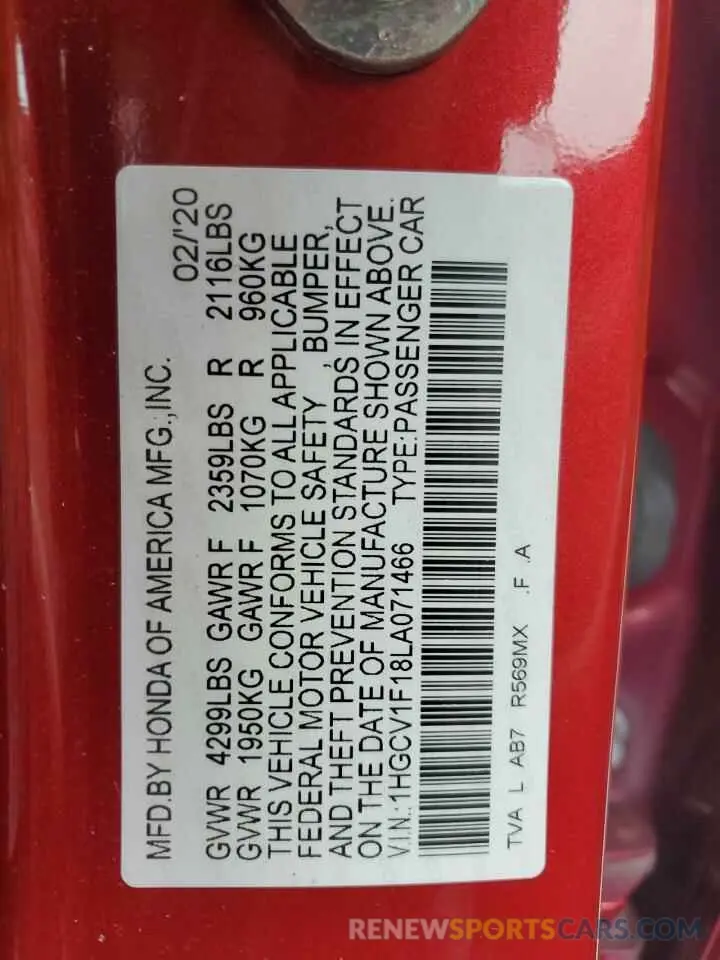 MFD.BY HONDA OF AMERICA MFG.,INC. 02/'20
GVWR 4299LBS GAWR F 2359LBS R 2116LBS
GVWR 1950KG GAWR F 1070KG R 960KG
THIS VEHICLE CONFORMS TO ALL APPLICABLE
FEDERAL MOTOR VEHICLE SAFETY , BUMPER,
AND THEFT PREVENTION STANDARDS IN EFFECT
ON THE DATE OF MANUFACTURE SHOWN ABOVE.
V.I.N.:1HGCV1F18LA071466 TYPE:PASSENGER CAR
TVA L AB7 R569MX .F .A
RENEWSPORTSCARS.COM